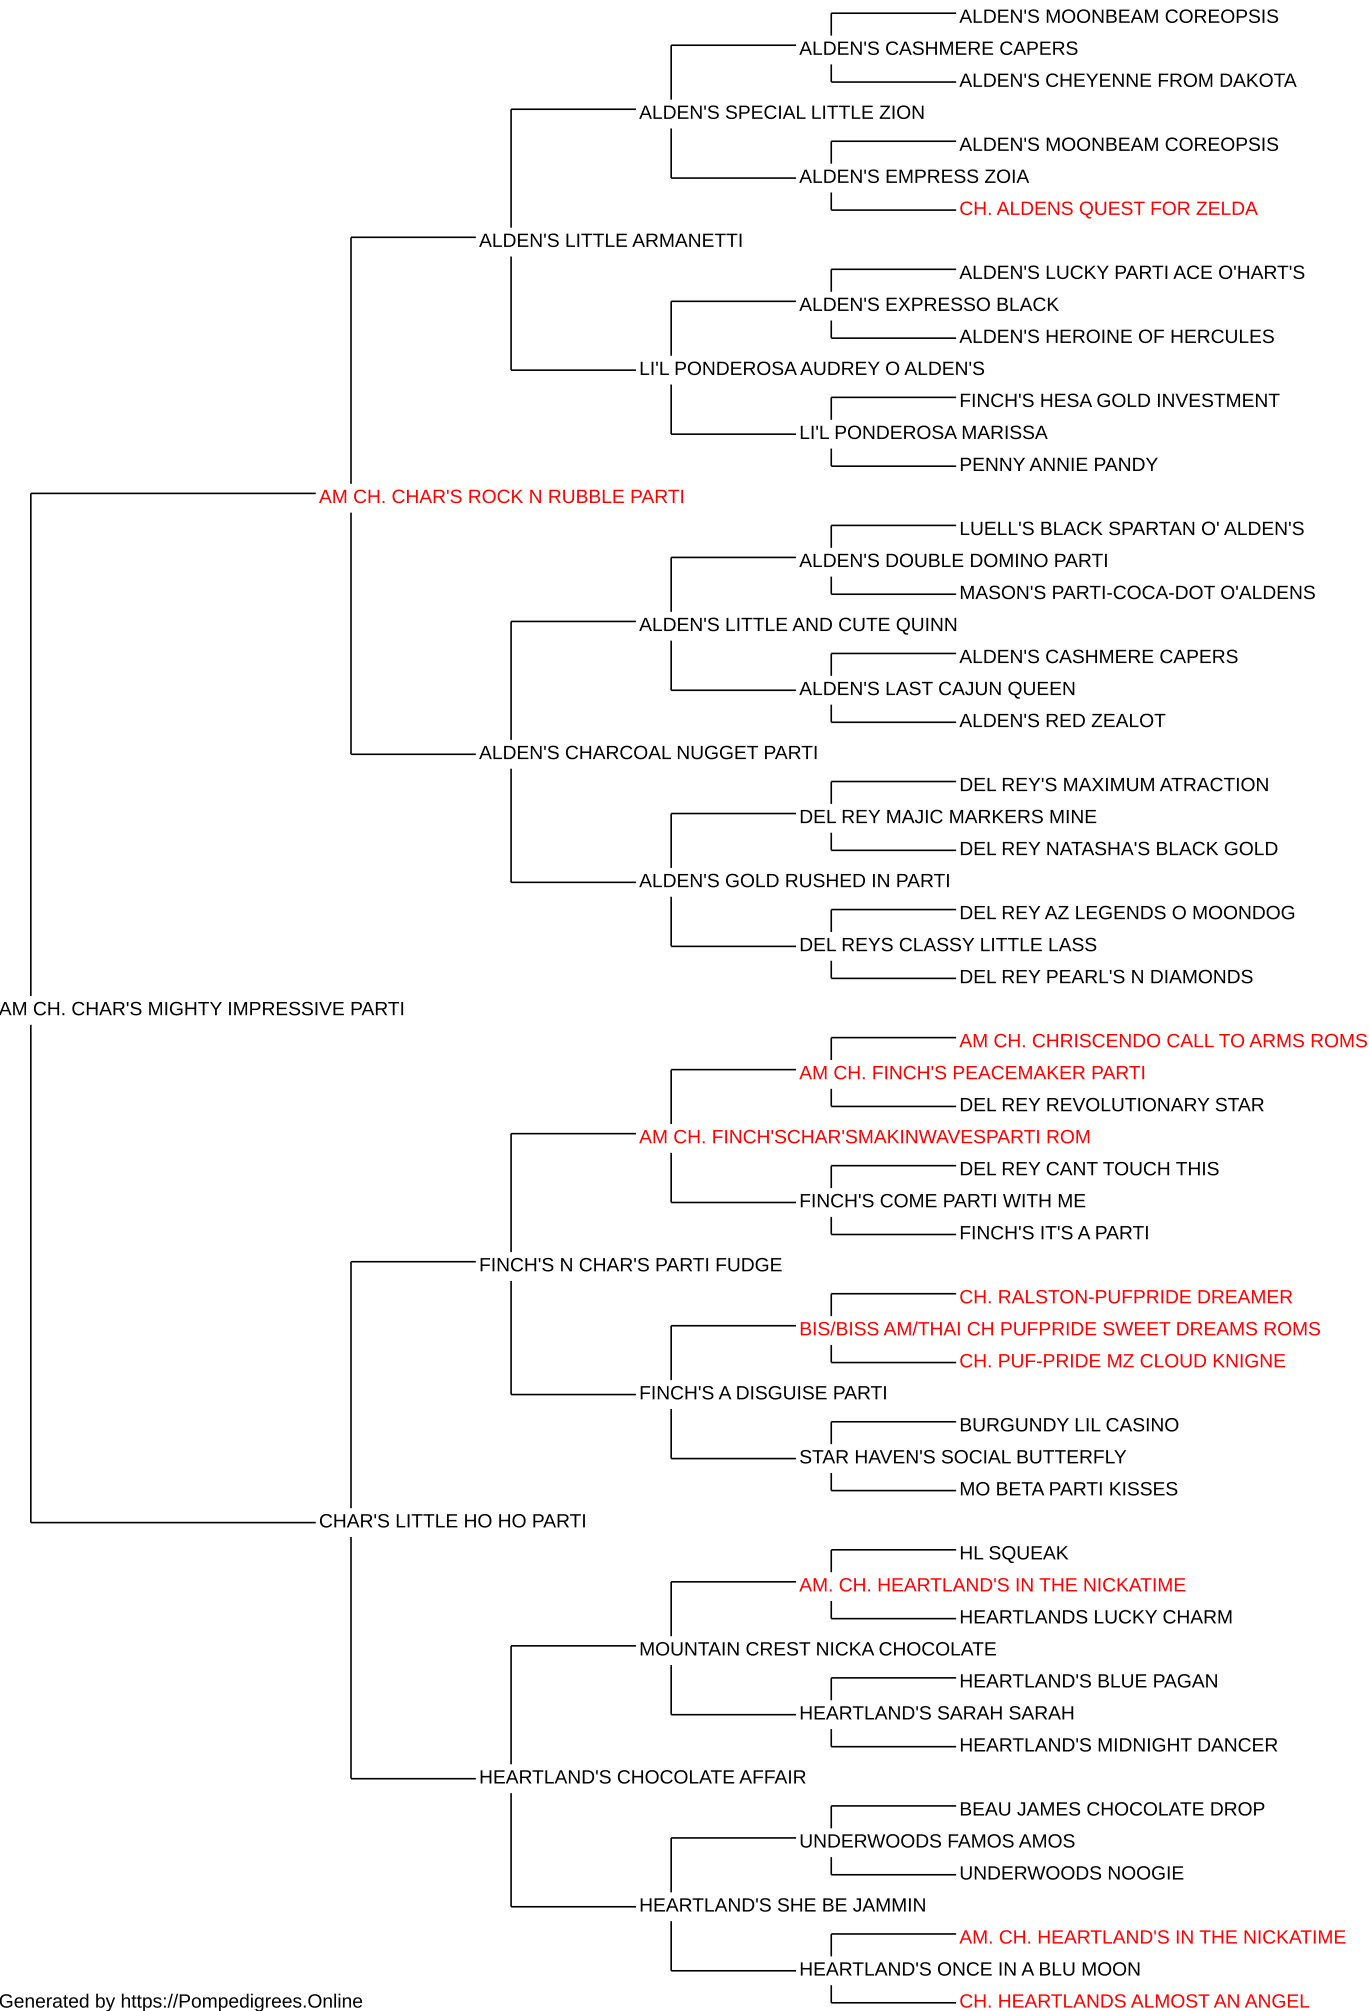 ALDEN'S MOONBEAM COREOPSIS
ALDEN'S CASHMERE CAPERS
ALDEN'S CHEYENNE FROM DAKOTA
ALDEN'S SPECIAL LITTLE ZION
ALDEN'S MOONBEAM COREOPSIS
ALDEN'S EMPRESS ZOIA
CH. ALDENS QUEST FOR ZELDA
ALDEN'S LITTLE ARMANETTI
ALDEN'S LUCKY PARTI ACE O'HART'S
ALDEN'S EXPRESSO BLACK
ALDEN'S HEROINE OF HERCULES
LI'L PONDEROSA AUDREY O ALDEN'S
FINCH'S HESA GOLD INVESTMENT
LI'L PONDEROSA MARISSA
PENNY ANNIE PANDY
AM CH. CHAR'S ROCK N RUBBLE PARTI
LUELL'S BLACK SPARTAN O' ALDEN'S
ALDEN'S DOUBLE DOMINO PARTI
MASON'S PARTI-COCA-DOT O'ALDENS
ALDEN'S LITTLE AND CUTE QUINN
ALDEN'S CASHMERE CAPERS
ALDEN'S LAST CAJUN QUEEN
ALDEN'S RED ZEALOT
ALDEN'S CHARCOAL NUGGET PARTI
DEL REY'S MAXIMUM ATRACTION
DEL REY MAJIC MARKERS MINE
DEL REY NATASHA'S BLACK GOLD
ALDEN'S GOLD RUSHED IN PARTI
DEL REY AZ LEGENDS O MOONDOG
DEL REYS CLASSY LITTLE LASS
DEL REY PEARL'S N DIAMONDS
AM CH. CHAR'S MIGHTY IMPRESSIVE PARTI
AM CH. CHRISCENDO CALL TO ARMS ROMS
AM CH. FINCH'S PEACEMAKER PARTI
DEL REY REVOLUTIONARY STAR
AM CH. FINCH'SCHAR'SMAKINWAVESPARTI ROM
DEL REY CANT TOUCH THIS
FINCH'S COME PARTI WITH ME
FINCH'S IT'S A PARTI
FINCH'S N CHAR'S PARTI FUDGE
CH. RALSTON-PUFPRIDE DREAMER
BIS/BISS AM/THAI CH PUFPRIDE SWEET DREAMS ROMS
CH. PUF-PRIDE MZ CLOUD KNIGNE
FINCH'S A DISGUISE PARTI
BURGUNDY LIL CASINO
STAR HAVEN'S SOCIAL BUTTERFLY
MO BETA PARTI KISSES
CHAR'S LITTLE HO HO PARTI
HL SQUEAK
AM. CH. HEARTLAND'S IN THE NICKATIME
HEARTLANDS LUCKY CHARM
MOUNTAIN CREST NICKA CHOCOLATE
HEARTLAND'S BLUE PAGAN
HEARTLAND'S SARAH SARAH
HEARTLAND'S MIDNIGHT DANCER
HEARTLAND'S CHOCOLATE AFFAIR
BEAU JAMES CHOCOLATE DROP
UNDERWOODS FAMOS AMOS
UNDERWOODS NOOGIE
HEARTLAND'S SHE BE JAMMIN
AM. CH. HEARTLAND'S IN THE NICKATIME
HEARTLAND'S ONCE IN A BLU MOON
CH. HEARTLANDS ALMOST AN ANGEL
Generated by https://Pompedigrees.Online